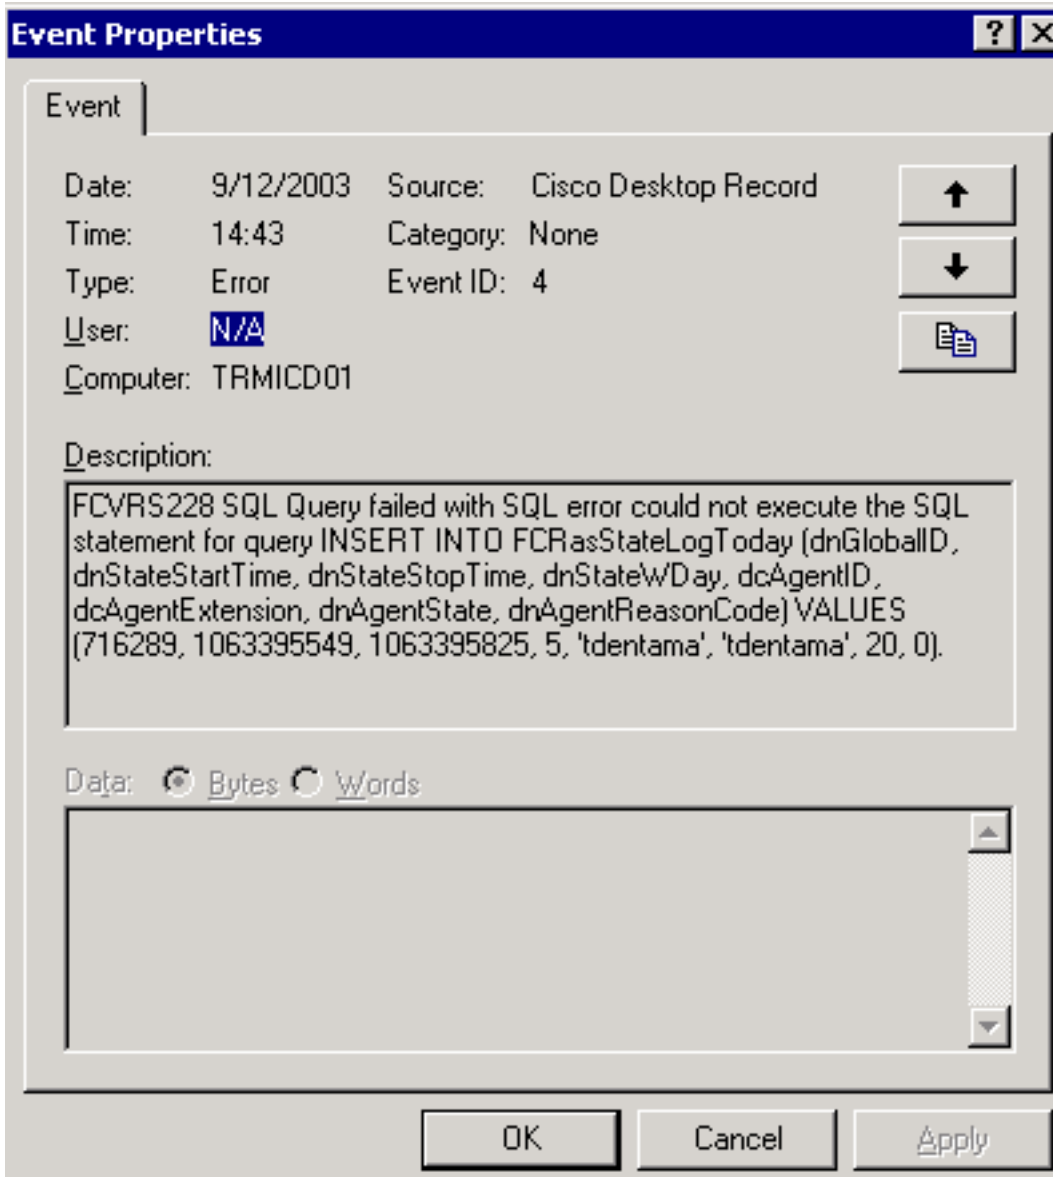 Event Properties
Event
Date: 9/12/2003 Source: Cisco Desktop Record
Time: 14:43 Category: None
Type: Error Event ID: 4
User: N/A
Computer: TRMICD01
Description:
FCVRS228 SQL Query failed with SQL error could not execute the SQL
statement for query INSERT INTO FCRasStateLogToday (dnGlobalID,
dnStateStartTime, dnStateStopTime, dnStateWDay, dcAgentID,
dcAgentExtension, dnAgentState, dnAgentReasonCode) VALUES
(716289, 1063395549, 1063395825, 5, 'tdentama', 'tdentama', 20, 0).
Data: Bytes Words
OK Cancel Apply